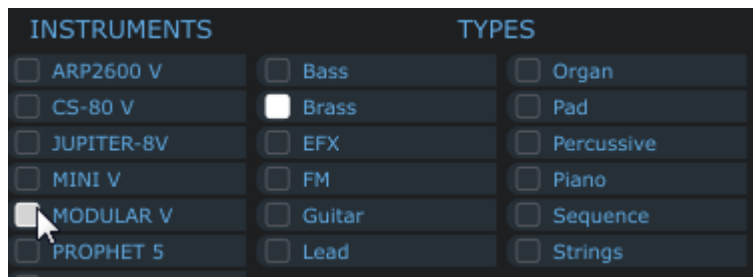 INSTRUMENTS TYPES
ARP2600 V Bass Organ
CS-80 V Brass Pad
JUPITER-8V EFX Percussive
MINI V FM Piano
MODULAR V Guitar Sequence
PROPHET 5 Lead Strings